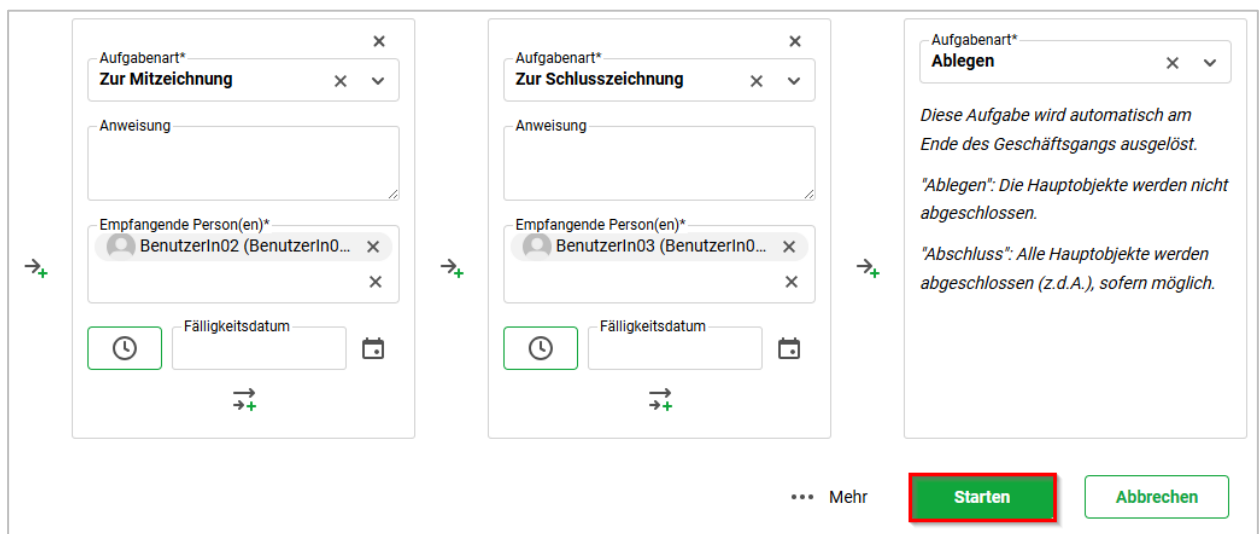 Aufgabenart*
Zur Mitzeichnung
Anweisung
Empfangende Person(en)*
BenutzerIn02 (BenutzerIn0...
Fälligkeitsdatum
Aufgabenart*
Zur Schlusszeichnung
Anweisung
Empfangende Person(en)*
BenutzerIn03 (BenutzerIn0...
Fälligkeitsdatum
Aufgabenart*
Ablegen
Diese Aufgabe wird automatisch am
Ende des Geschäftsgangs ausgelöst.
"Ablegen": Die Hauptobjekte werden nicht
abgeschlossen.
"Abschluss": Alle Hauptobjekte werden
abgeschlossen (z.d.A.), sofern möglich.
Mehr
Starten
Abbrechen